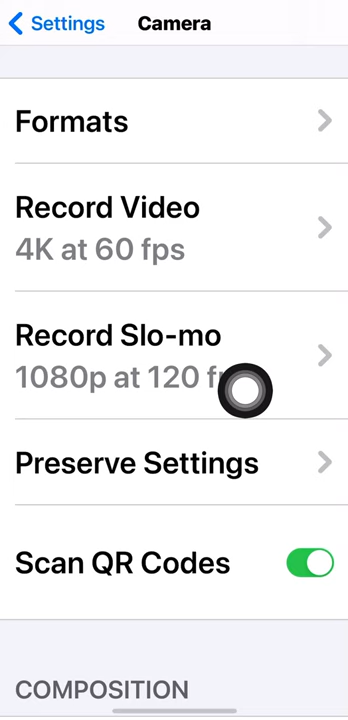 Settings
Camera
Formats
Record Video
4K at 60 fps
Record Slo-mo
1080p at 120
Preserve Settings
Scan QR Codes
COMPOSITION